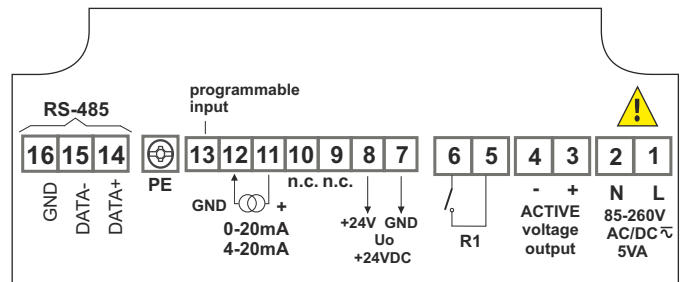 programmable
input
RS-485
16 15 14 PE 13 12 11 10 9 8 7 6 5 4 3 2 1
GND DATA- DATA+
n.c. n.c.
GND +
0-20mA
4-20mA
+24V GND
Uo
+24VDC
R1
- +
ACTIVE
voltage
output
N L
85-260V
AC/DC
5VA
!